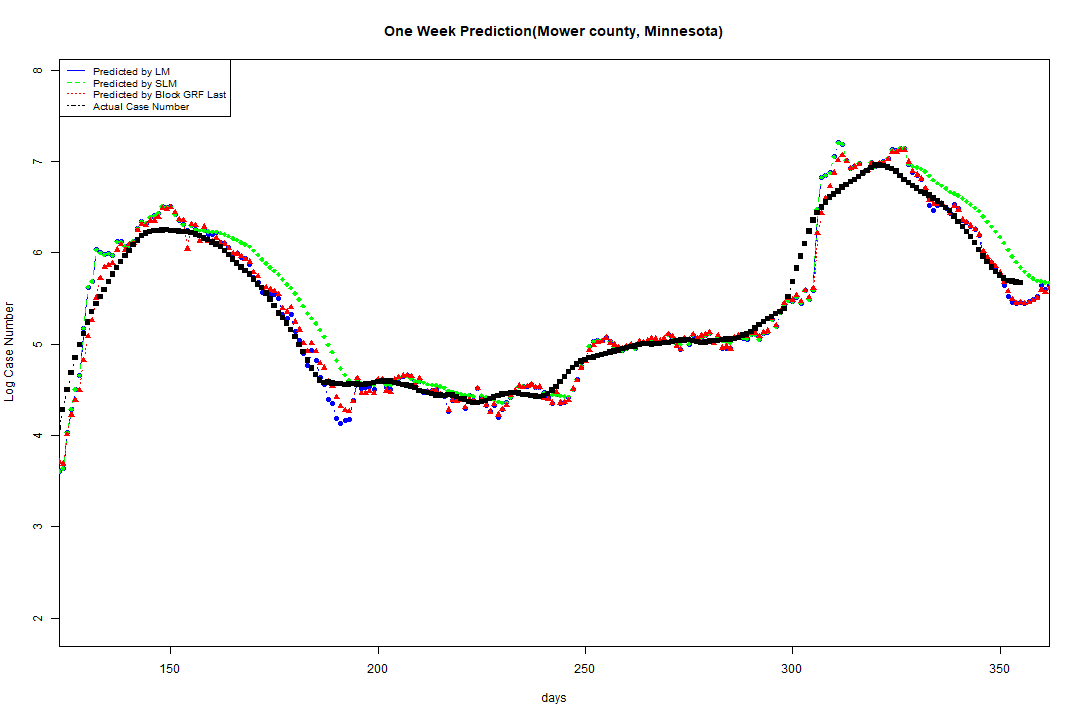 One Week Prediction(Mower county, Minnesota)
Predicted by LM
Predicted by SLM
Predicted by Block GRF Last
Actual Case Number
8
7
6
5
4
3
2
Log Case Number
150 200 250 300 350
days